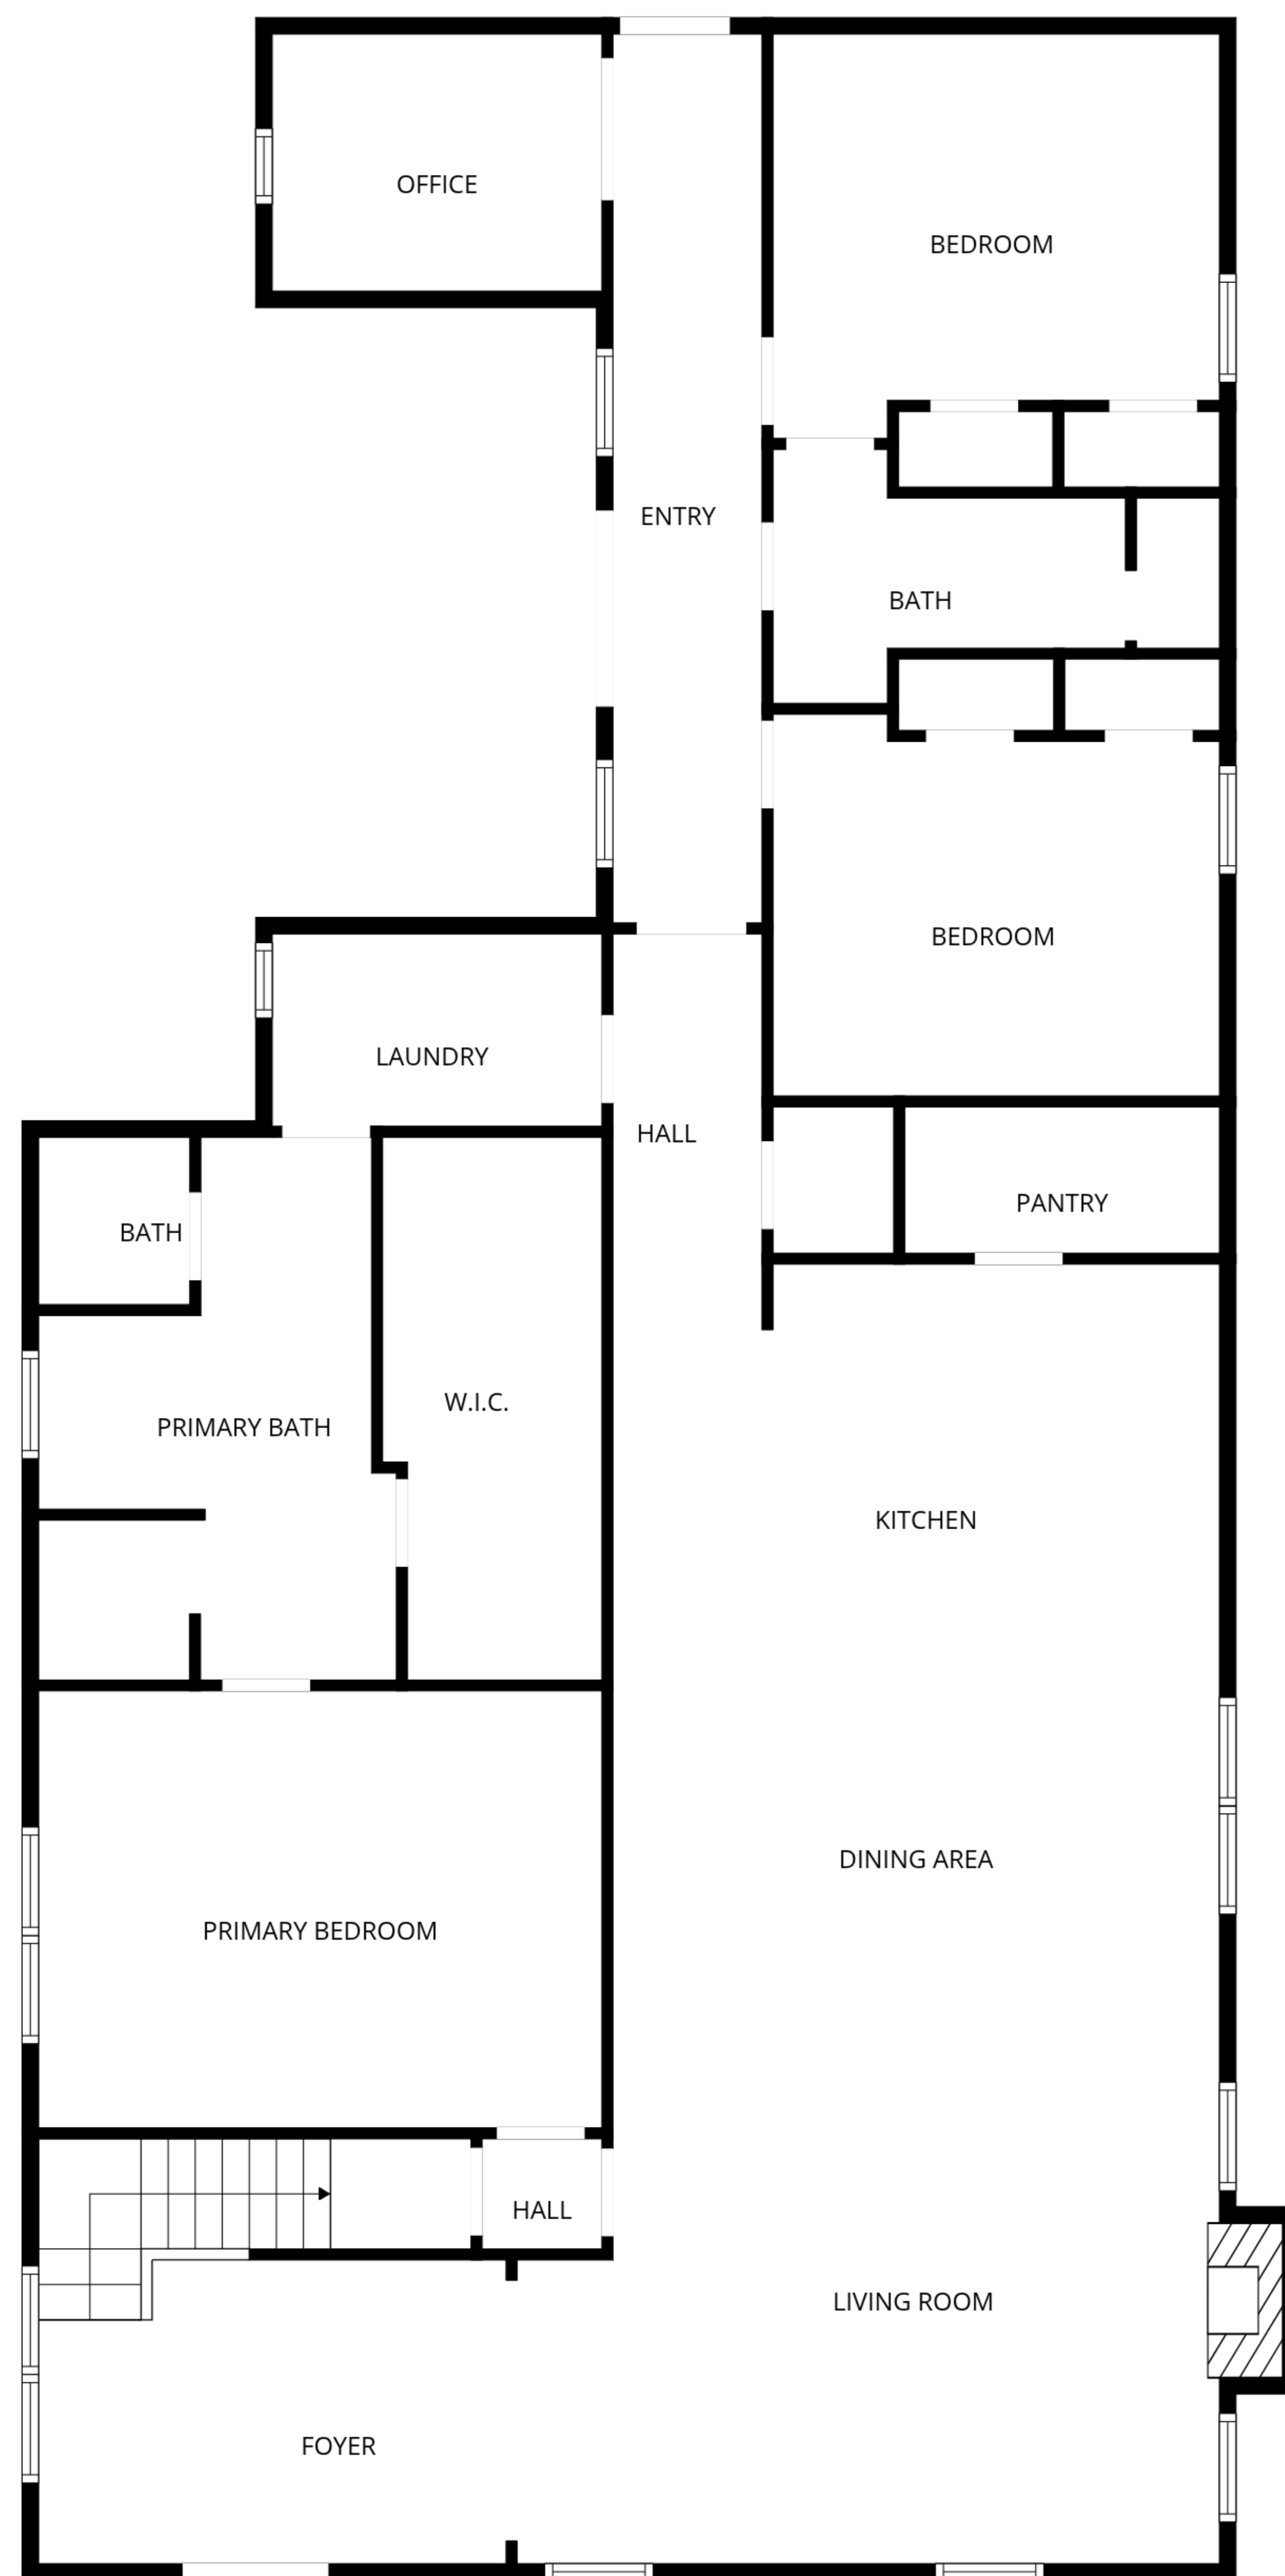 OFFICE
BEDROOM
ENTRY
BATH
BEDROOM
LAUNDRY
HALL
PANTRY
BATH
W.I.C.
PRIMARY BATH
KITCHEN
DINING AREA
PRIMARY BEDROOM
HALL
LIVING ROOM
FOYER